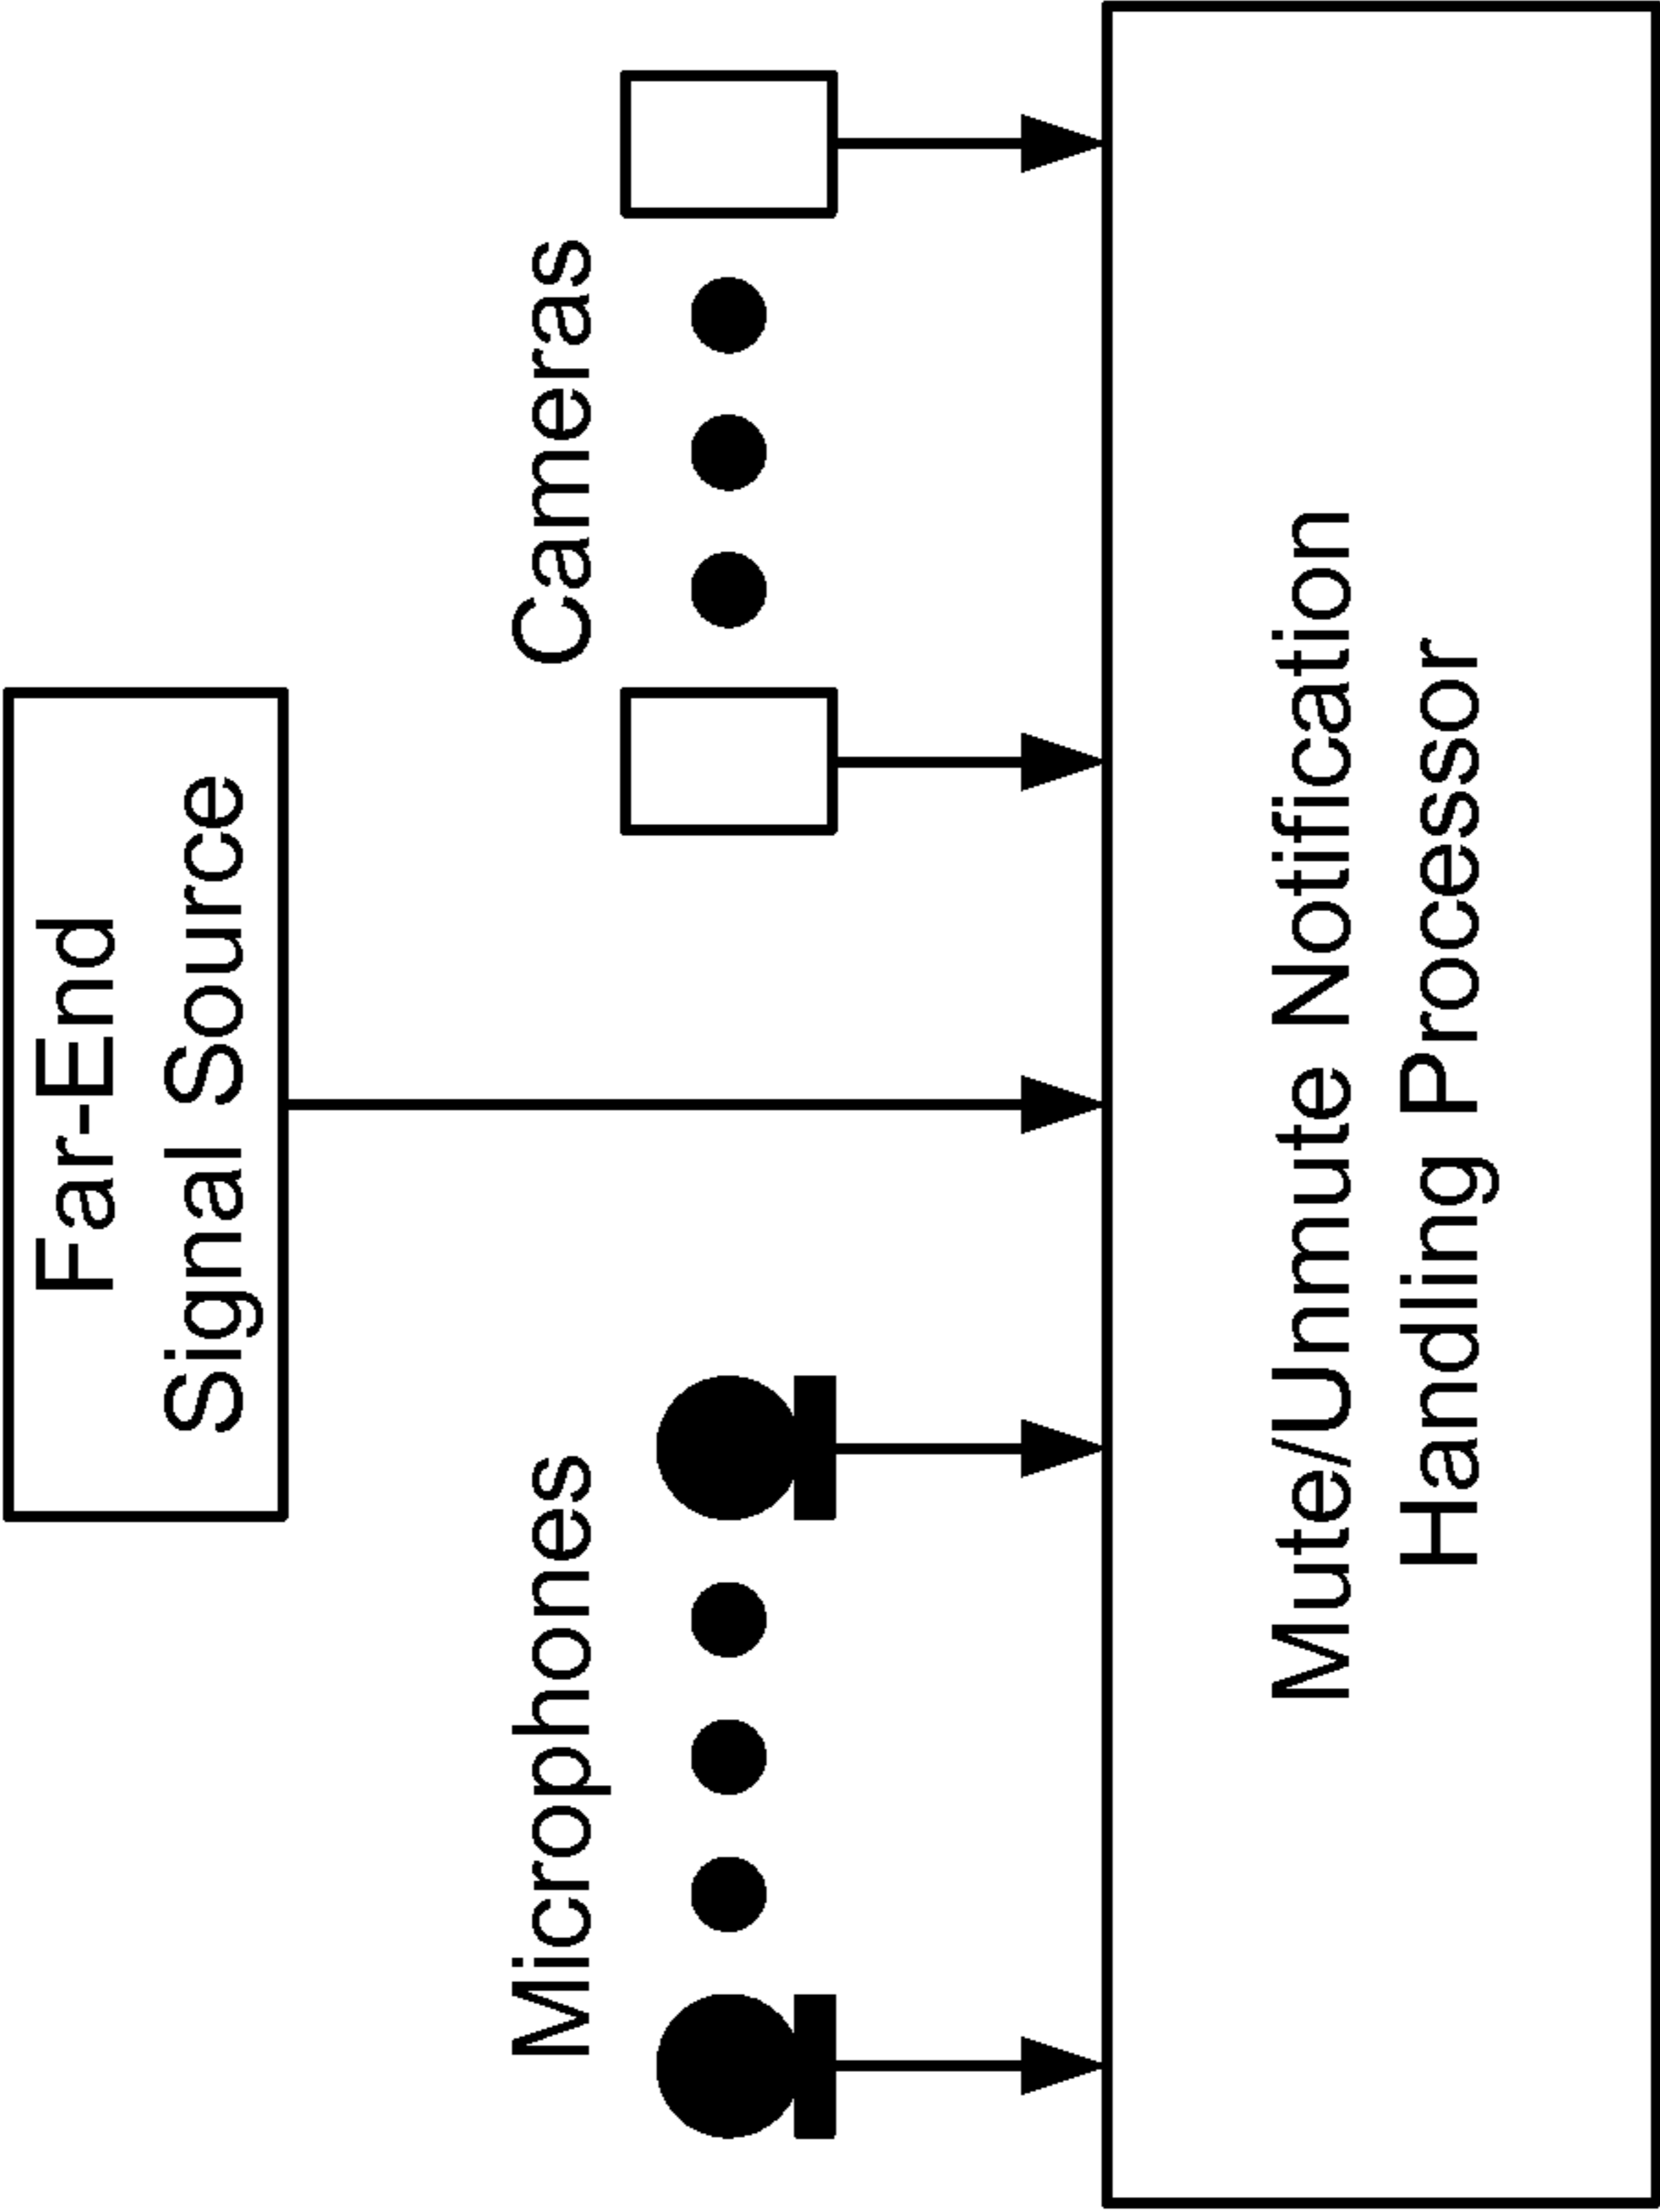 Far-End
Signal Source
Microphones
Cameras
Mute/Unmute Notification
Handling Processor